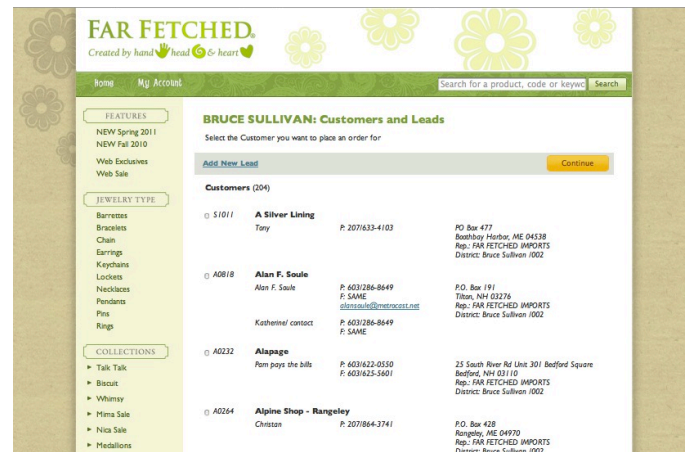 FAR FETCHED®
Created by hand head & heart
Home My Account
Search for a product, code or keywc Search
FEATURES
NEW Spring 2011
NEW Fall 2010
Web Exclusives
Web Sale
JEWELRY TYPE
Barrettes
Bracelets
Chain
Earrings
Keychains
Lockets
Necklaces
Pendants
Pins
Rings
COLLECTIONS
Talk Talk
Biscuit
Whimsy
Mima Sale
Nica Sale
Medallions
BRUCE SULLIVAN: Customers and Leads
Select the Customer you want to place an order for
Add New Lead Continue
Customers (204)
S1011 A Silver Lining
Tony P: 207/633-4103 PO Box 477
Boothbay Harbor, ME 04538
Rep.: FAR FETCHED IMPORTS
District: Bruce Sullivan 1002
A0818 Alan F. Soule
Alan F. Soule P: 603/286-8649 P.O. Box 191
F: SAME Tilton, NH 03276
alansoule@metrocast.net Rep.: FAR FETCHED IMPORTS
District: Bruce Sullivan 1002
Katherine/ contact P: 603/286-8649
F: SAME
A0232 Alapage
Pam pays the bills P: 603/622-0550 25 South River Rd Unit 301 Bedford Square
F: 603/625-5601 Bedford, NH 03110
Rep.: FAR FETCHED IMPORTS
District: Bruce Sullivan 1002
A0264 Alpine Shop - Rangeley
Christan P: 207/864-3741 P.O. Box 428
Rangeley, ME 04970
Rep.: FAR FETCHED IMPORTS
District: Bruce Sullivan 1002